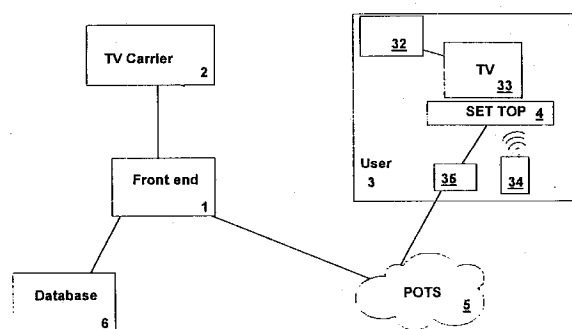 TV Carrier
2
32
TV
33
SET TOP 4
User
3
35
34
Front end
1
POTS
5
Database
6